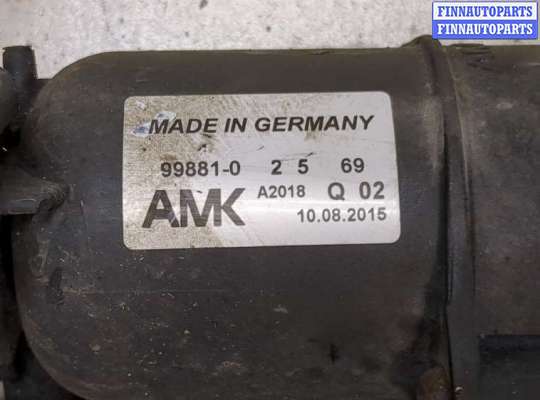 FINNAUTOPARTS
FINNAUTOPARTS
MADE IN GERMANY
99881-0 2 5 69
AMK A2018 Q 02
10.08.2015